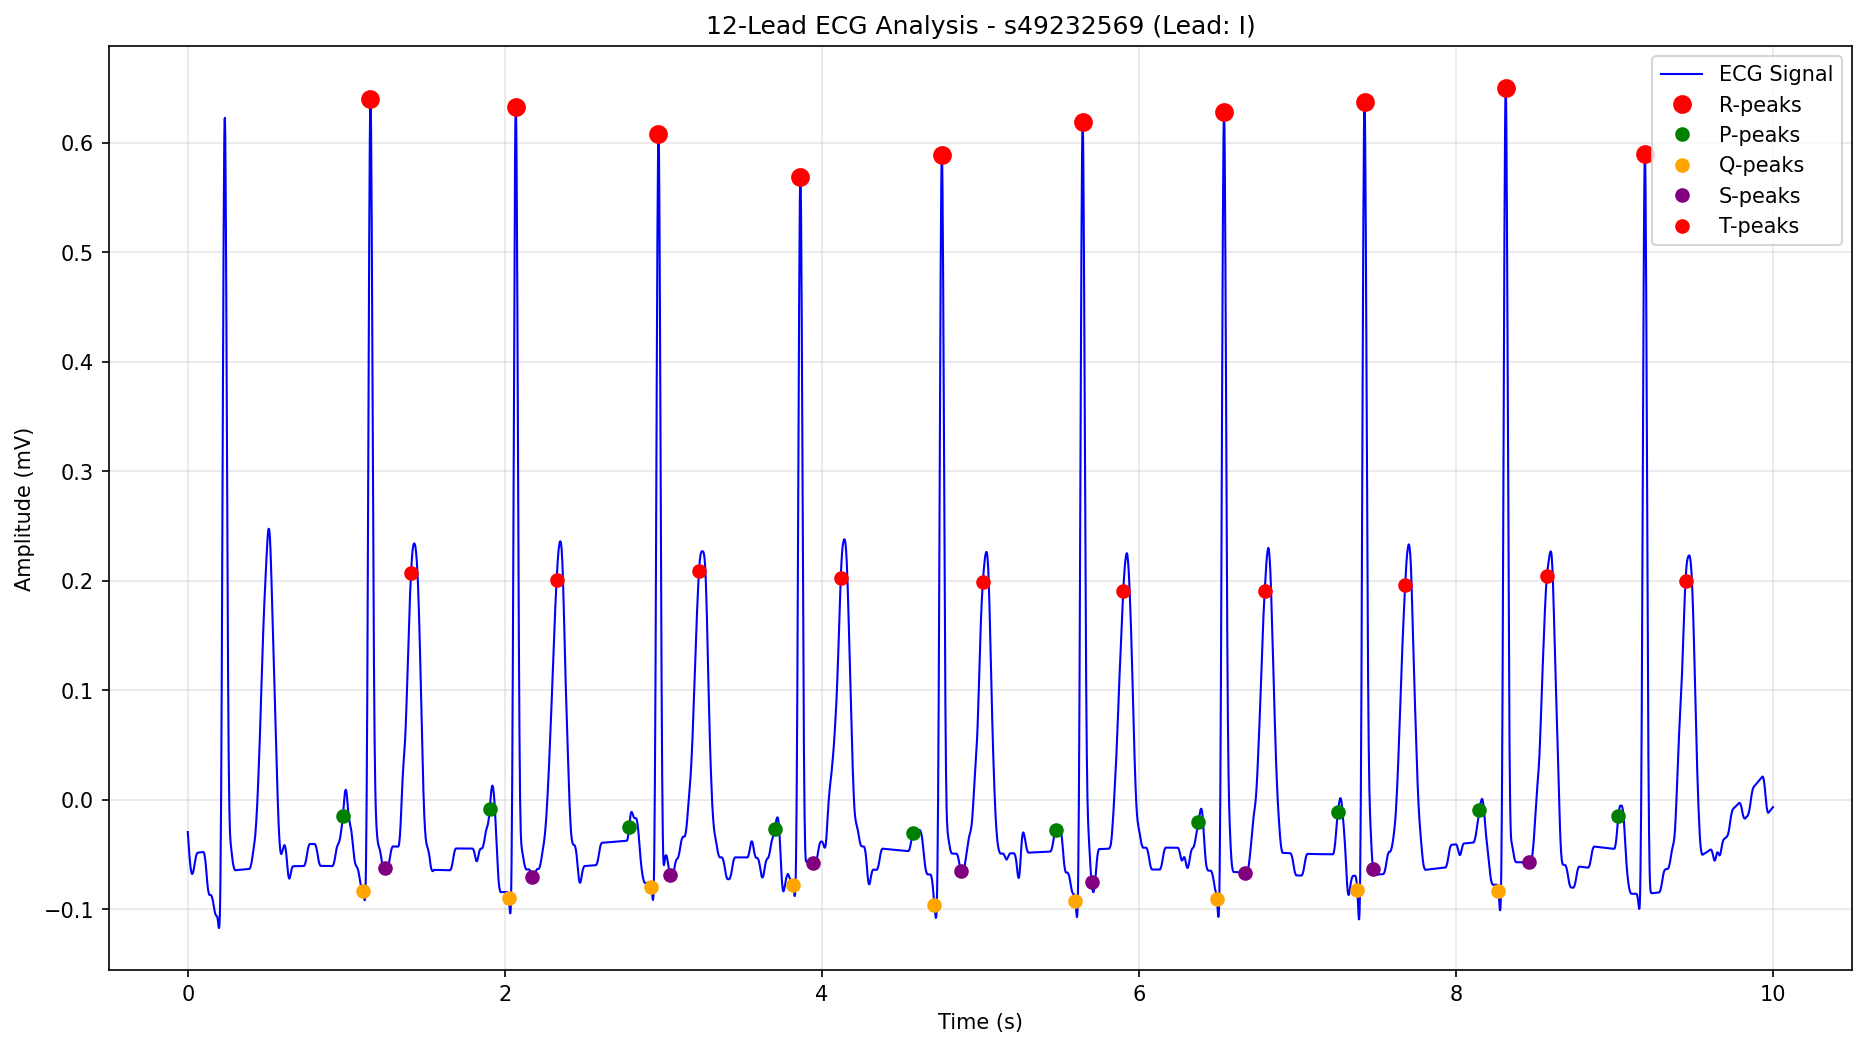 12-Lead ECG Analysis - s49232569 (Lead: I)
ECG Signal
R-peaks
P-peaks
Q-peaks
S-peaks
T-peaks
Amplitude (mV)
0.6
0.5
0.4
0.3
0.2
0.1
0.0
−0.1
0 2 4 6 8 10
Time (s)